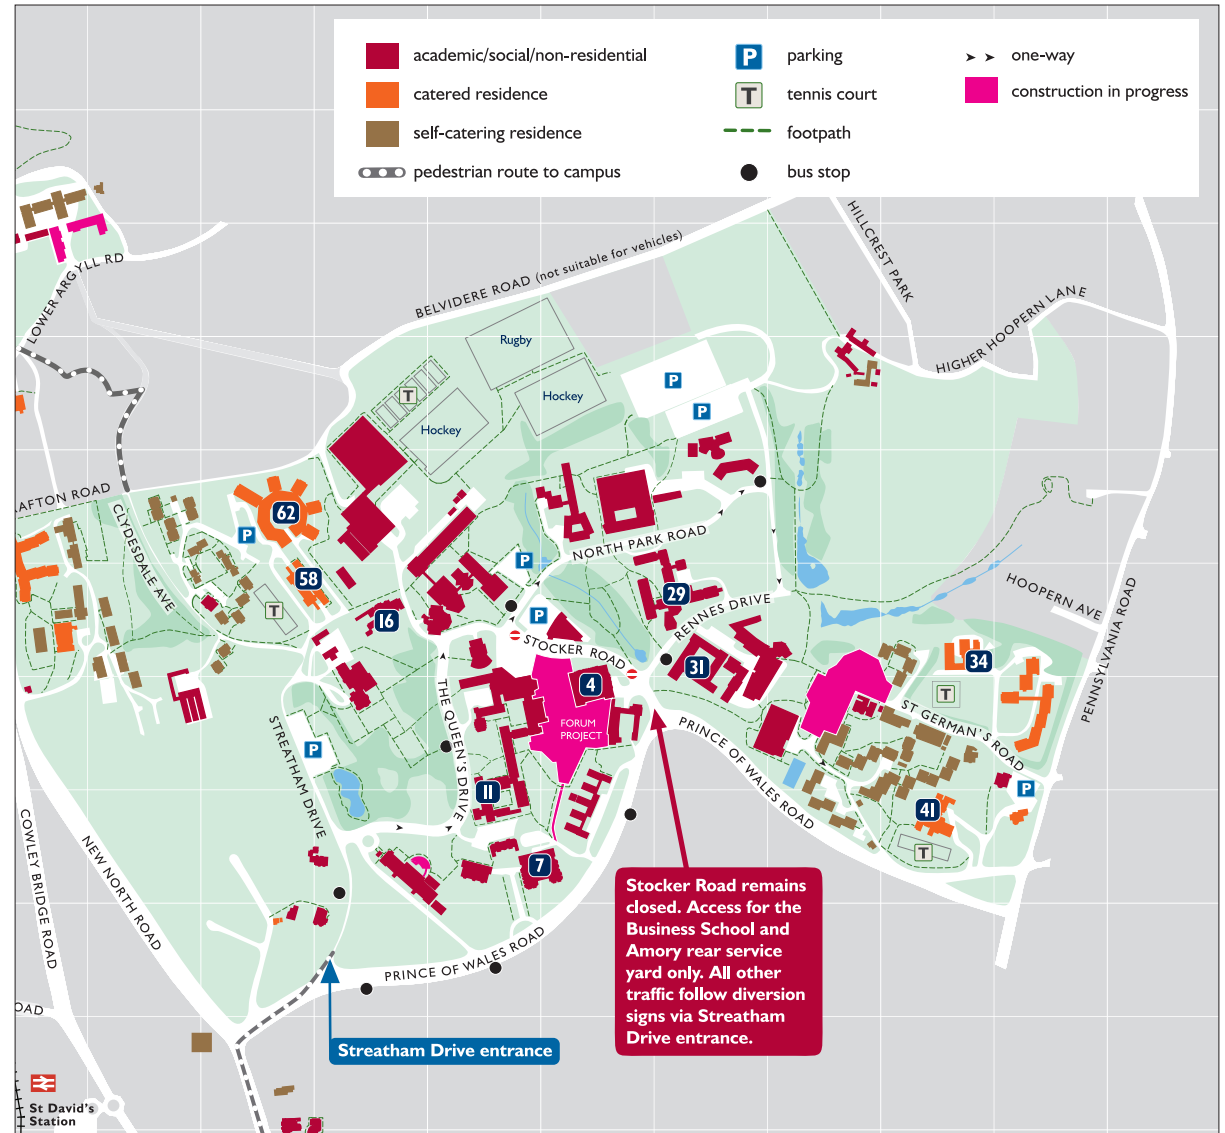 academic/social/non-residential
catered residence
self-catering residence
pedestrian route to campus
P parking
T tennis court
footpath
bus stop
one-way
construction in progress
HILLCREST PARK
BELVIDERE ROAD (not suitable for vehicles)
LOWER ARGYLL RD
HIGHER HOOPERN LANE
Rugby
Hockey
Hockey
T
P
P
AFTON ROAD
CLYDESDALE AVE
62
P
58
T
16
P
P
NORTH PARK ROAD
29
RENNES DRIVE
HOOPERN AVE
PENNSYLVANIA ROAD
STOCKER ROAD
31
34
T
4
FORUM
PROJECT
THE QUEEN'S DRIVE
ST GERMAN'S ROAD
PRINCE OF WALES ROAD
STREATHAM DRIVE
P
P
11
41
T
7
COWLEY BRIDGE ROAD
NEW NORTH ROAD
PRINCE OF WALES ROAD
Stocker Road remains
closed. Access for the
Business School and
Amory rear service
yard only. All other
traffic follow diversion
signs via Streatham
Drive entrance.
OAD
Streatham Drive entrance
St David's
Station